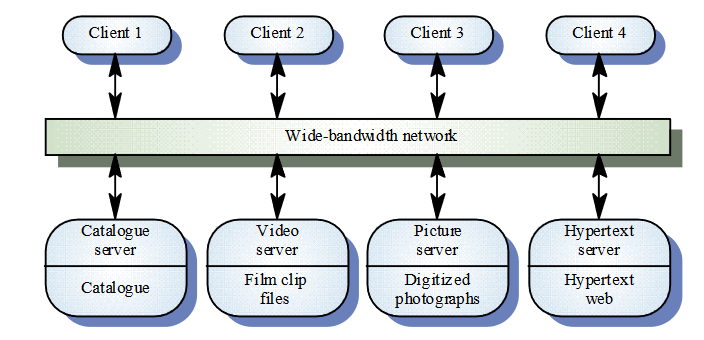 Client 1
Client 2
Client 3
Client 4
Wide-bandwidth network
Catalogue
server
Catalogue
Video
server
Film clip
files
Picture
server
Digitized
photographs
Hypertext
server
Hypertext
web